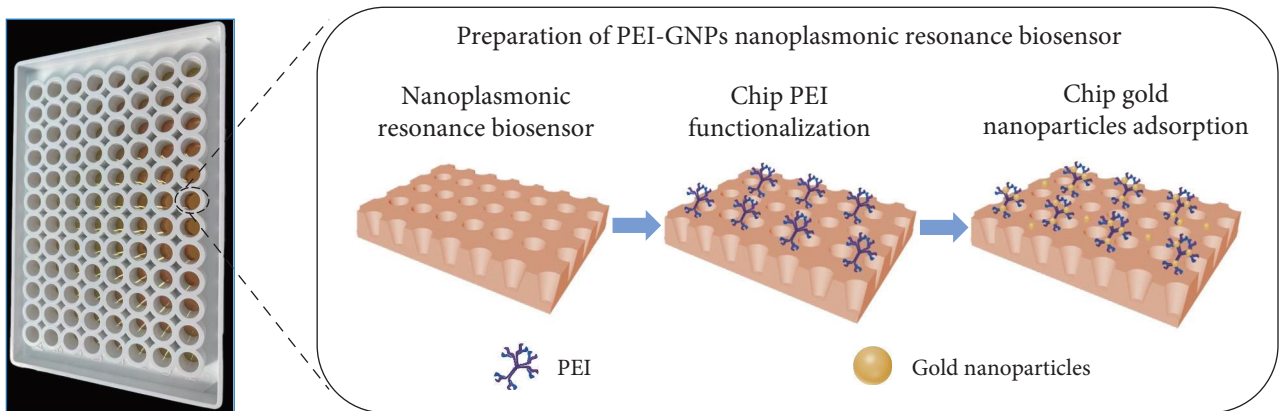 Preparation of PEI-GNPs nanoplasmonic resonance biosensor
Nanoplasmonic
resonance biosensor
Chip PEI
functionalization
Chip gold
nanoparticles adsorption
PEI
Gold nanoparticles